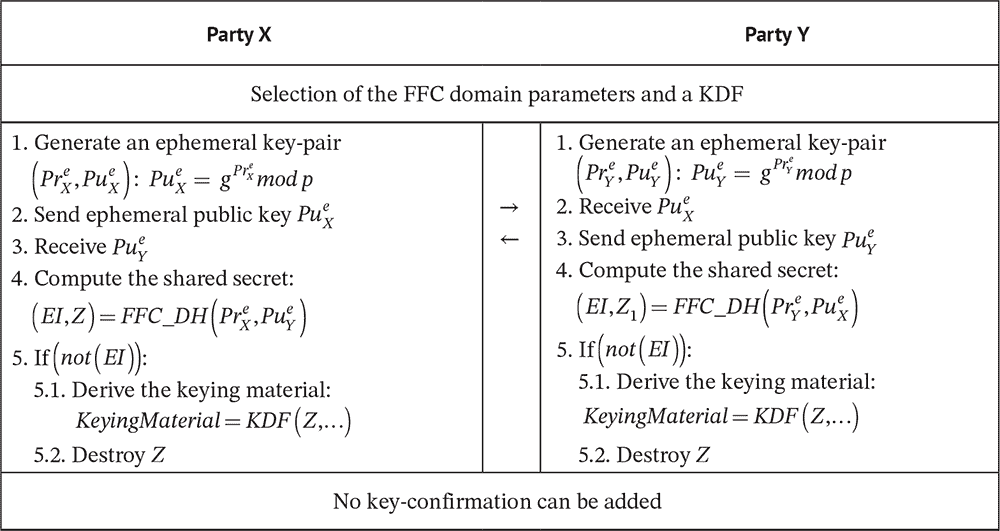 Party X
Party Y
Selection of the FFC domain parameters and a KDF
1. Generate an ephemeral key-pair
(Pr_X^e, Pu_X^e): Pu_X^e = g^{Pr_X^e} mod p
2. Send ephemeral public key Pu_X^e
3. Receive Pu_Y^e
4. Compute the shared secret:
(EI,Z)=FFC_DH(Pr_X^e,Pu_Y^e)
5. If(not(EI)):
5.1. Derive the keying material:
KeyingMaterial=KDF(Z,…)
5.2. Destroy Z
→
←
1. Generate an ephemeral key-pair
(Pr_Y^e, Pu_Y^e): Pu_Y^e = g^{Pr_Y^e} mod p
2. Receive Pu_X^e
3. Send ephemeral public key Pu_Y^e
4. Compute the shared secret:
(EI,Z_1)=FFC_DH(Pr_Y^e,Pu_X^e)
5. If(not(EI)):
5.1. Derive the keying material:
KeyingMaterial=KDF(Z,…)
5.2. Destroy Z
No key-confirmation can be added